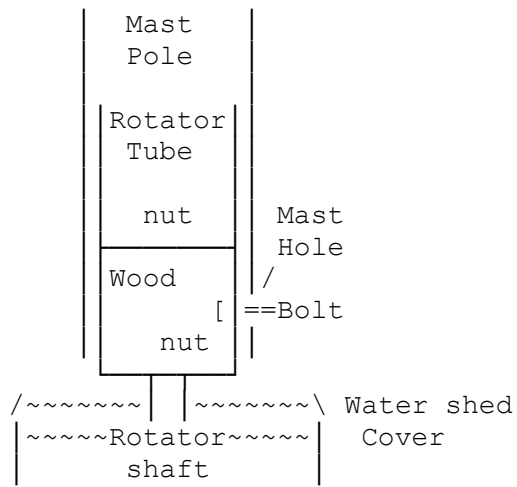 Mast
Pole
Rotator
Tube
nut
Mast
Hole
Wood
Bolt
nut
Water shed
Rotator
Cover
shaft